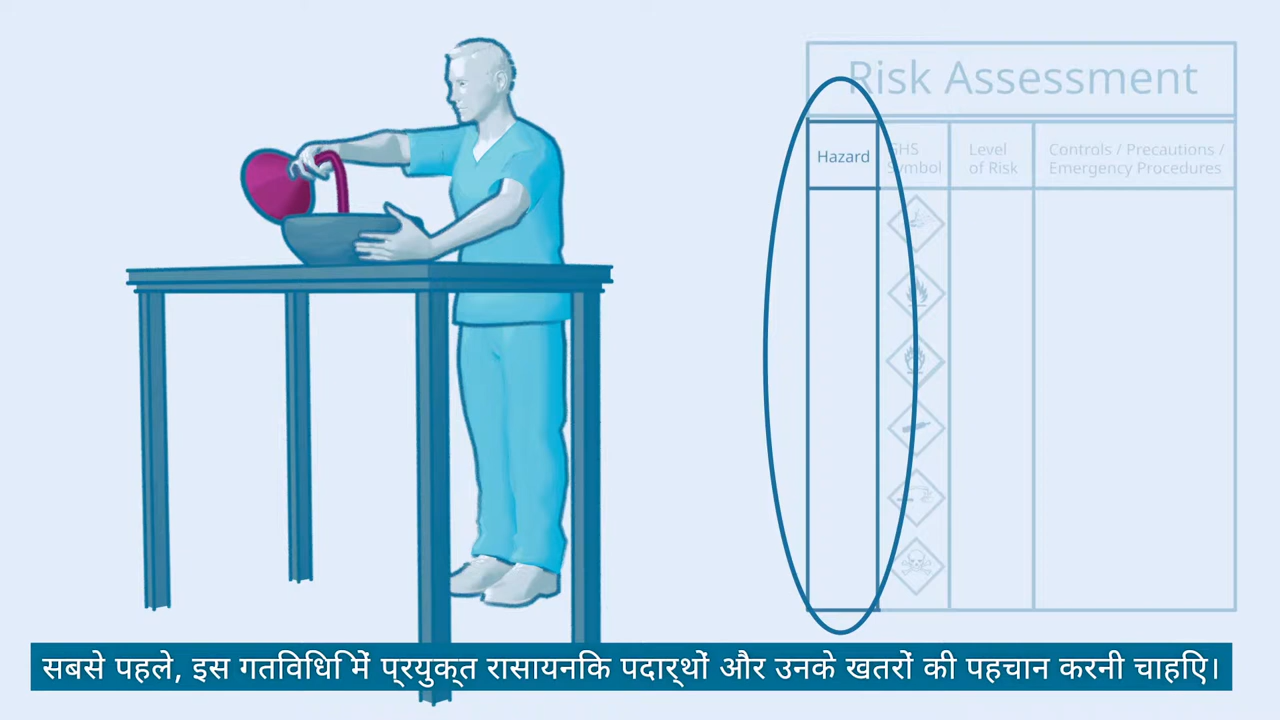 Risk Assessment
Hazard
GHS
Symbol
Level
of Risk
Controls / Precautions /
Emergency Procedures
सबसे पहले, इस गतिविधि में प्रयुक्त रासायनिक पदार्थों और उनके खतरों की पहचान करनी चाहिए।